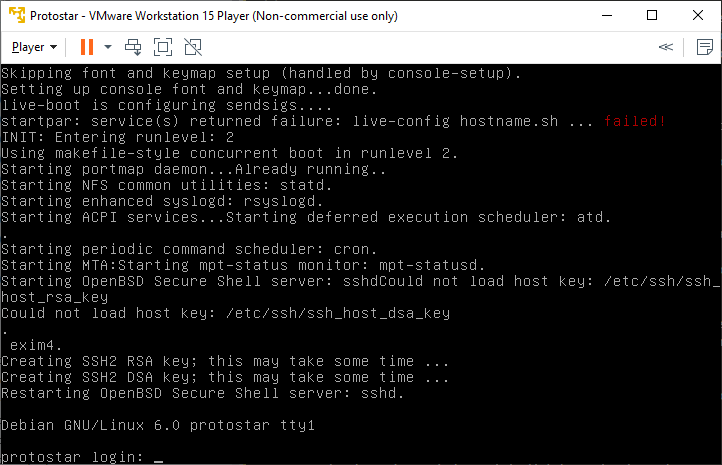 Protostar - VMware Workstation 15 Player (Non-commercial use only)
Player
Skipping font and keymap setup (handled by console-setup).
Setting up console font and keymap...done.
live-boot is configuring sendsigs....
startpar: service(s) returned failure: live-config hostname.sh ... failed!
INIT: Entering runlevel: 2
Using makefile-style concurrent boot in runlevel 2.
Starting portmap daemon...Already running..
Starting NFS common utilities: statd.
Starting enhanced syslogd: rsyslogd.
Starting ACPI services...Starting deferred execution scheduler: atd.
.
Starting periodic command scheduler: cron.
Starting MTA:Starting mpt-status monitor: mpt-statusd.
Starting OpenBSD Secure Shell server: sshdCould not load host key: /etc/ssh/ssh_
host_rsa_key
Could not load host key: /etc/ssh/ssh_host_dsa_key
.
 exim4.
Creating SSH2 RSA key; this may take some time ...
Creating SSH2 DSA key; this may take some time ...
Restarting OpenBSD Secure Shell server: sshd.

Debian GNU/Linux 6.0 protostar tty1

protostar login: _